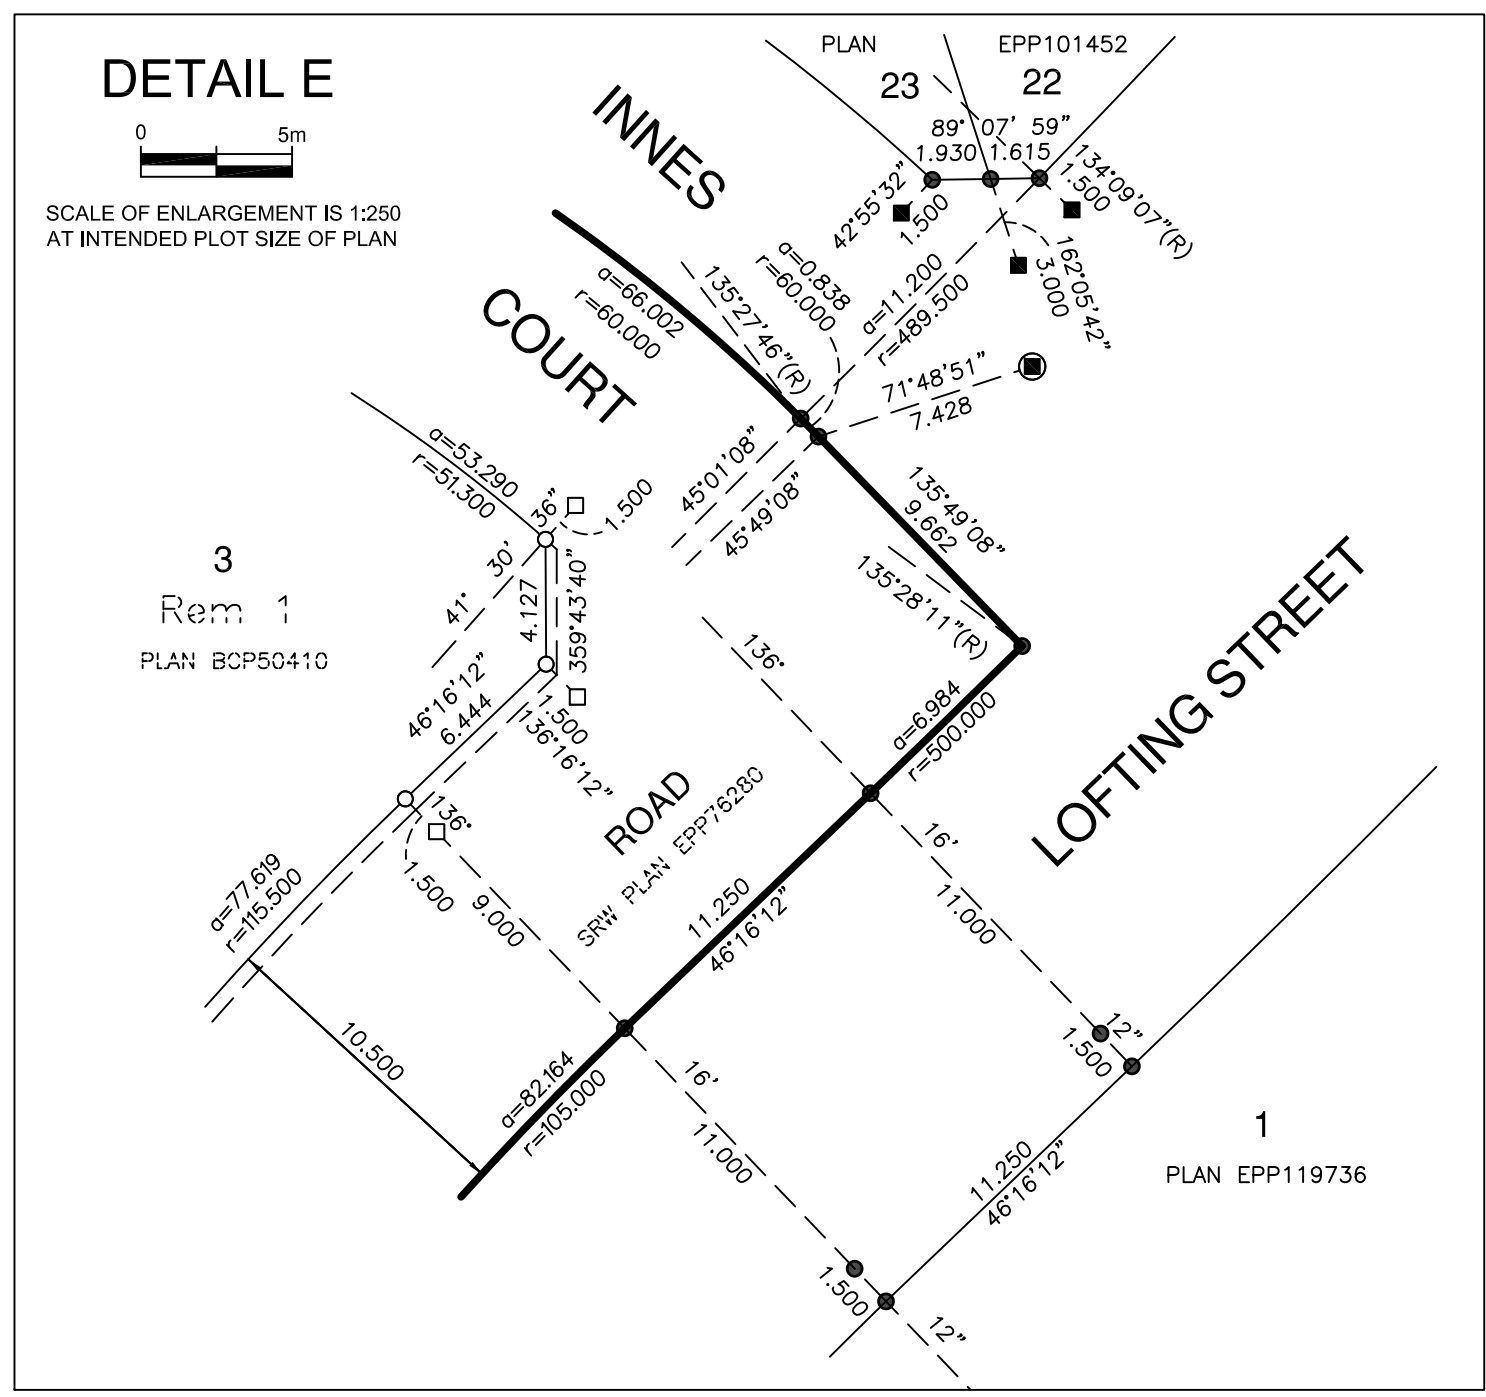 DETAIL E
0 5m
SCALE OF ENLARGEMENT IS 1:250
AT INTENDED PLOT SIZE OF PLAN
INNES
COURT
PLAN EPP101452
23 22
89° 07' 59"
1.930 1.615
42°55'32"
1.500
134°09'07"(R)
1.500
162°05'42"
3.000
a=0.838
r=60.000
a=11.200
r=489.500
a=66.002
r=60.000
135°27'46"(R)
71°48'51"
7.428
45°01'08"
45°49'08"
135°49'08"
9.662
135°28'11"(R)
a=53.290
r=51.300
36"
1.500
30'
41°
4.127
359°43'40"
3
Rem 1
PLAN BCP50410
46°16'12"
6.444
1.500
136°16'12"
136°
a=6.984
r=500.000
LOFTING STREET
ROAD
SRW PLAN EPP76280
136°
1.500
9.000
a=77.619
r=115.500
11.250
46°16'12"
16'
11.000
10.500
a=82.164
r=105.000
16'
11.000
12"
1.500
1
PLAN EPP119736
11.250
46°16'12"
1.500
12"